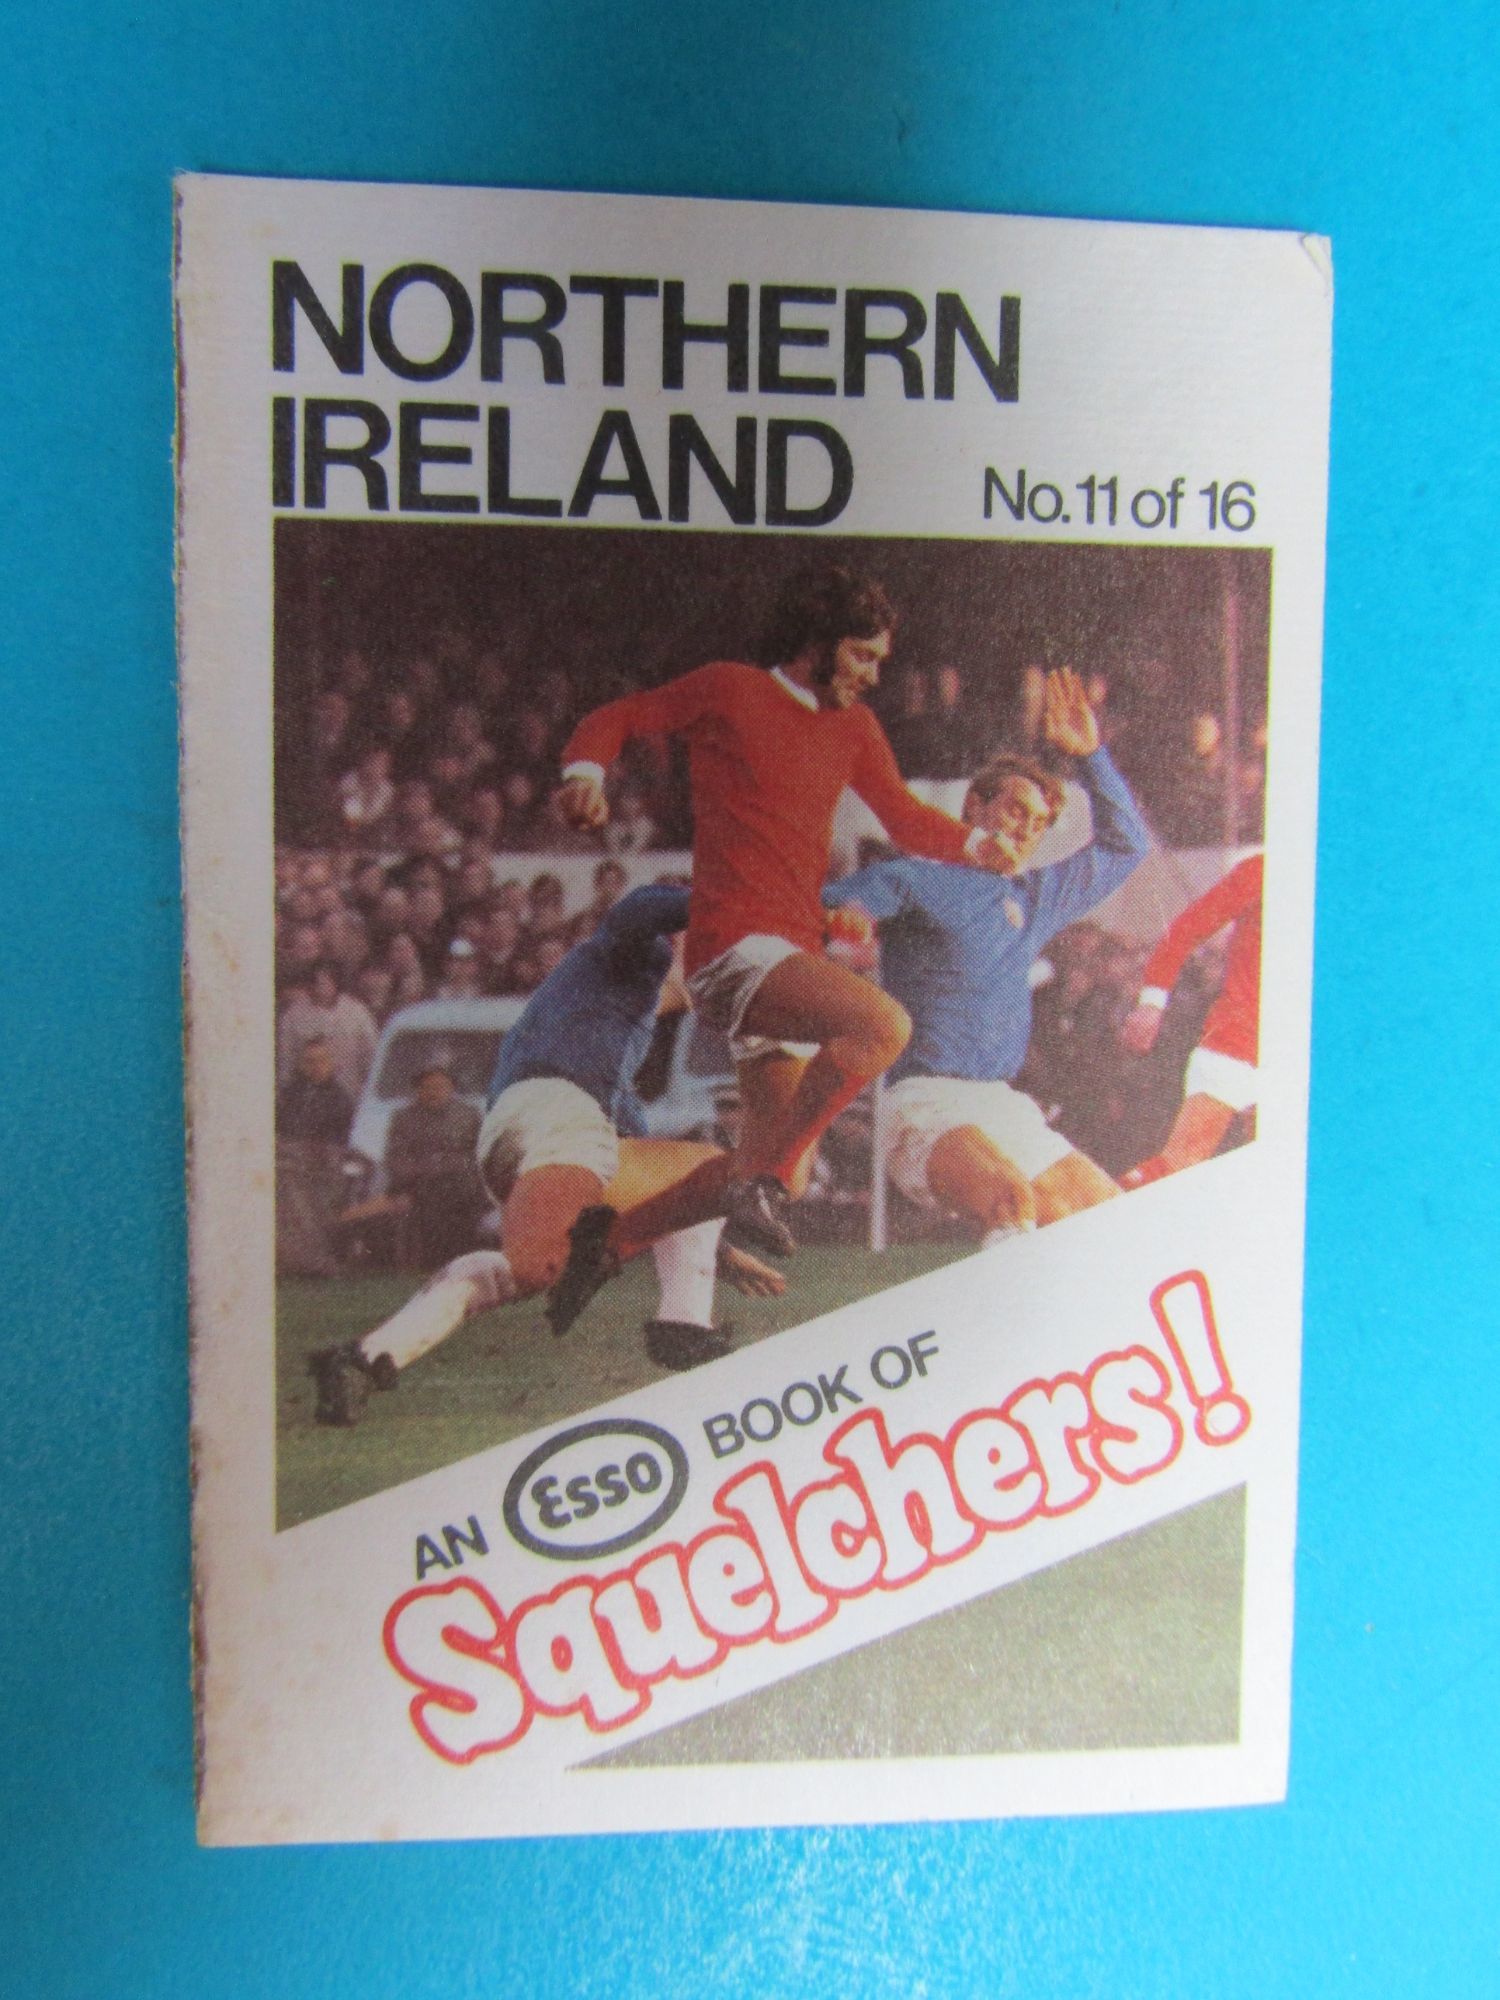 NORTHERN
IRELAND
No.11 of 16
AN Esso BOOK OF
Squelchers!